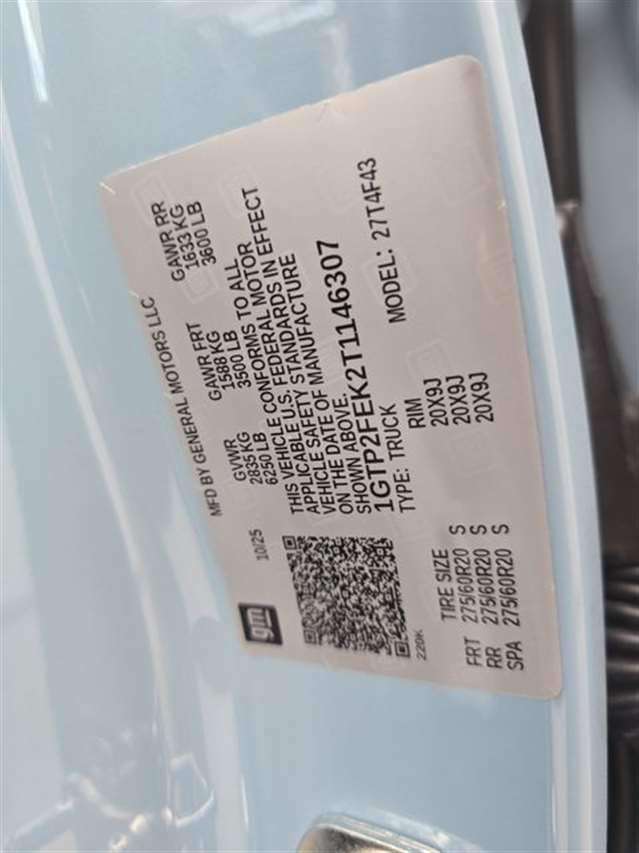 gm
MFD BY GENERAL MOTORS LLC
10/25
GVWR GAWR FRT GAWR RR
2835 KG 1588 KG 1633 KG
6250 LB 3500 LB 3600 LB
THIS VEHICLE CONFORMS TO ALL
APPLICABLE U.S. FEDERAL MOTOR
VEHICLE SAFETY STANDARDS IN EFFECT
ON THE DATE OF MANUFACTURE
SHOWN ABOVE.
1GTP2FEK2T1146307
TYPE: TRUCK MODEL: 27T4F43
220K
TIRE SIZE RIM
FRT 275/60R20 S 20X9J
RR 275/60R20 S 20X9J
SPA 275/60R20 S 20X9J